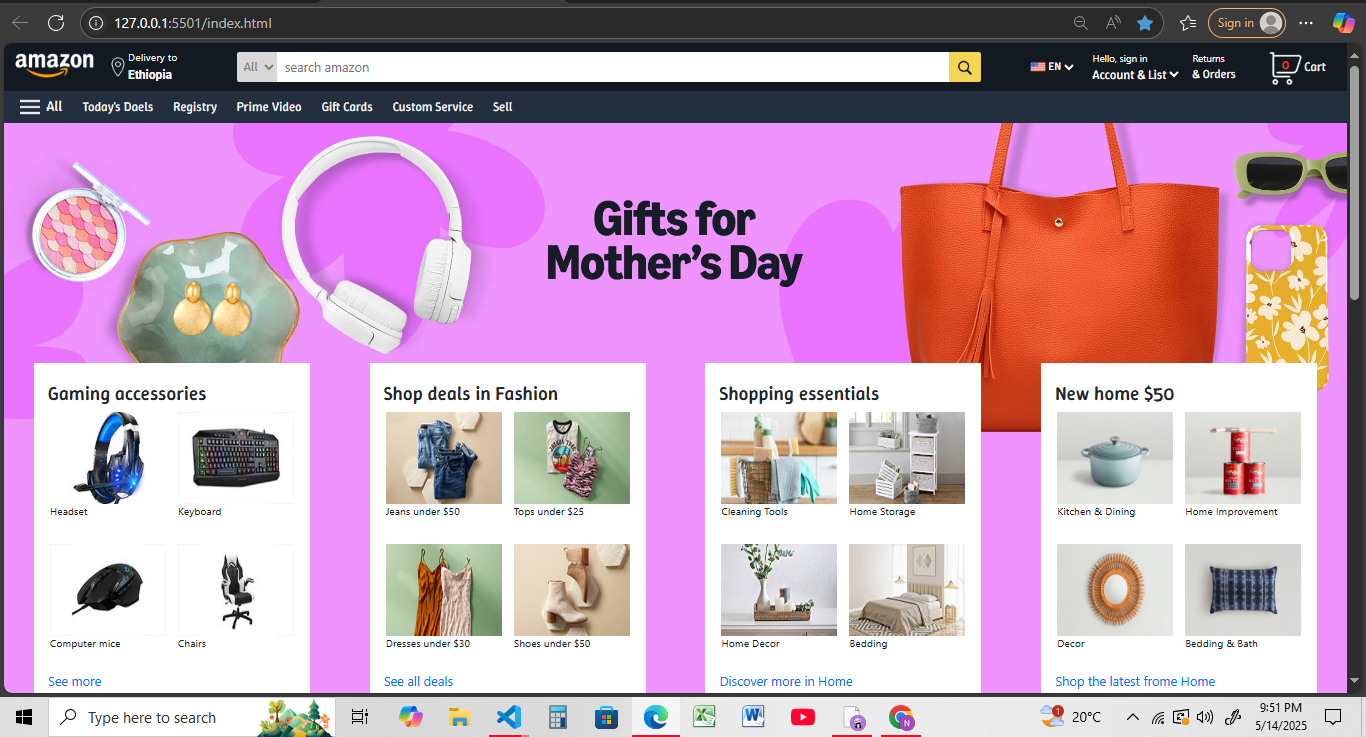 127.0.0.1:5501/index.html
Sign in
amazon
Delivery to
Ethiopia
All
search amazon
EN
Hello, sign in
Account & List
Returns
& Orders
0
Cart
All
Today's Daels
Registry
Prime Video
Gift Cards
Custom Service
Sell
Gifts for
Mother's Day
Gaming accessories
Headset
Keyboard
Computer mice
Chairs
See more
Shop deals in Fashion
Jeans under $50
Tops under $25
Dresses under $30
Shoes under $50
See all deals
Shopping essentials
Cleaning Tools
Home Storage
Home Decor
Bedding
Discover more in Home
New home $50
Kitchen & Dining
Home Improvement
Decor
Bedding & Bath
Shop the latest frome Home
Type here to search
1
20°C
9:51 PM
5/14/2025